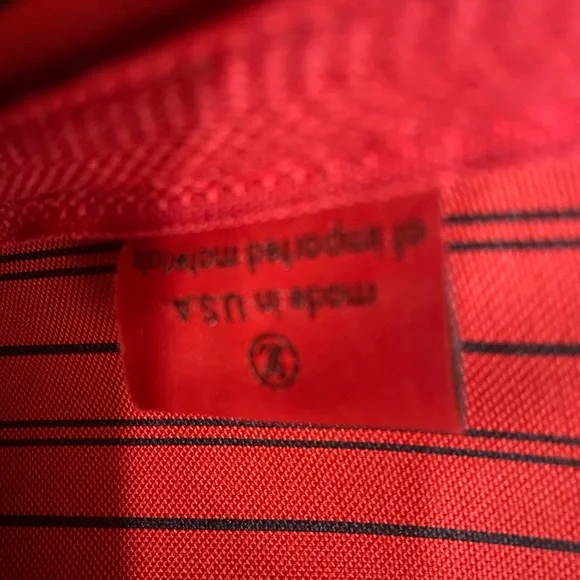 made in U.S.A.
of imported materials